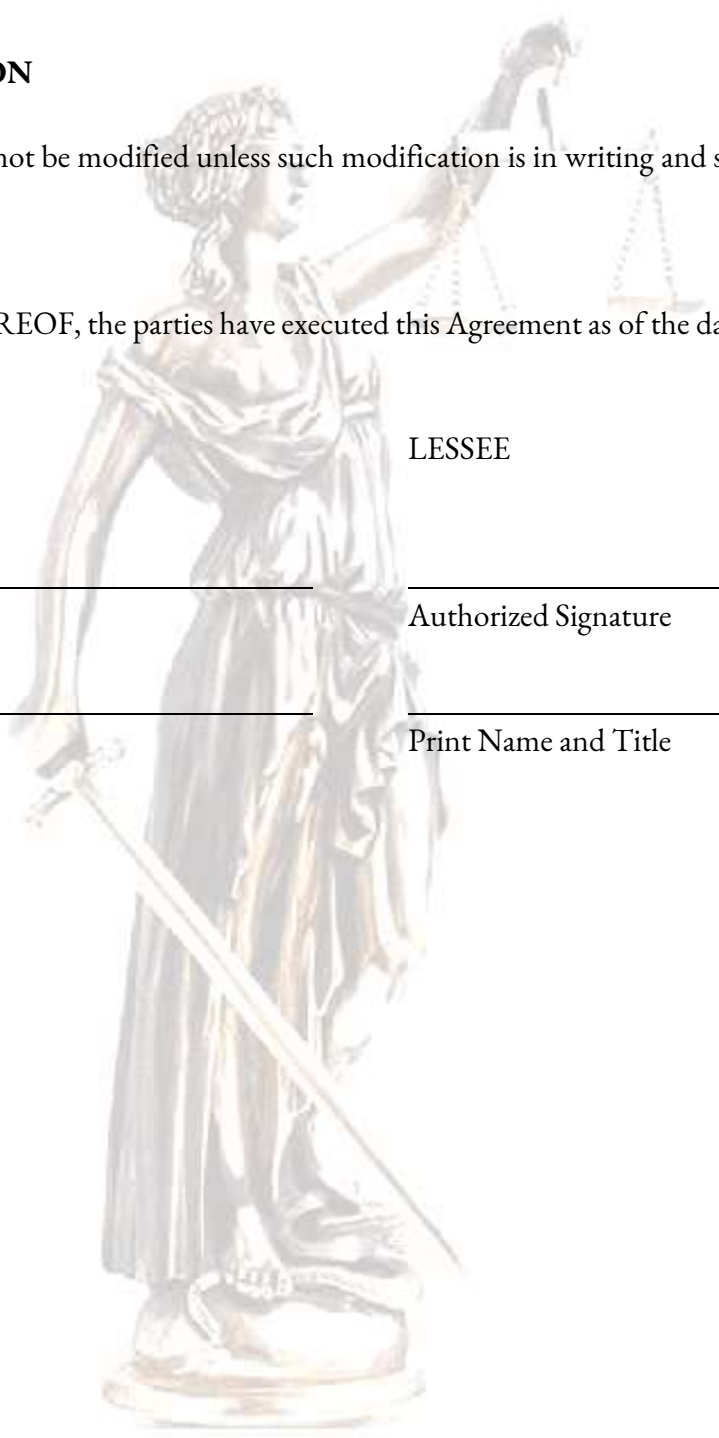 ON
not be modified unless such modification is in writing and s
REOF, the parties have executed this Agreement as of the da
LESSEE
Authorized Signature
Print Name and Title